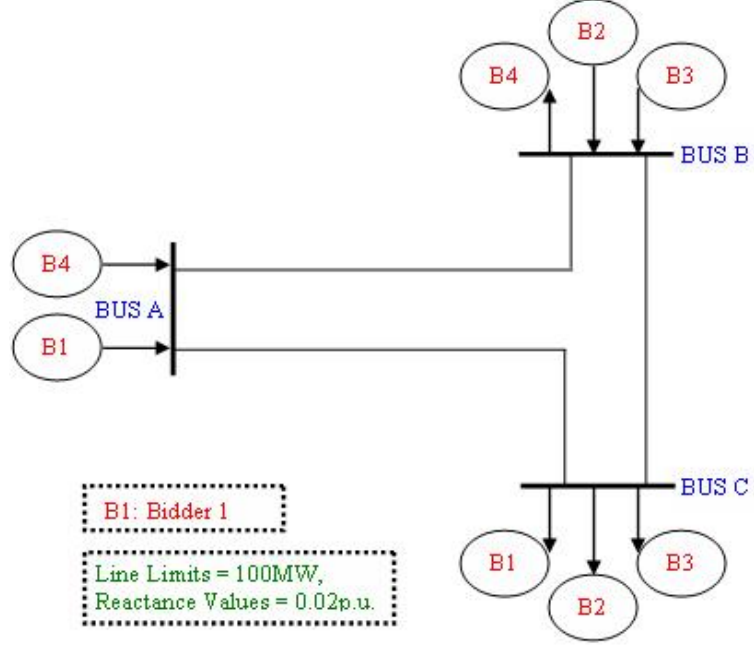 B2
B4
B3
BUS B
B4
BUS A
B1
BUS C
B1: Bidder 1
B1
B3
Line Limits = 100MW,
B2
Reactance Values = 0.02p.u.